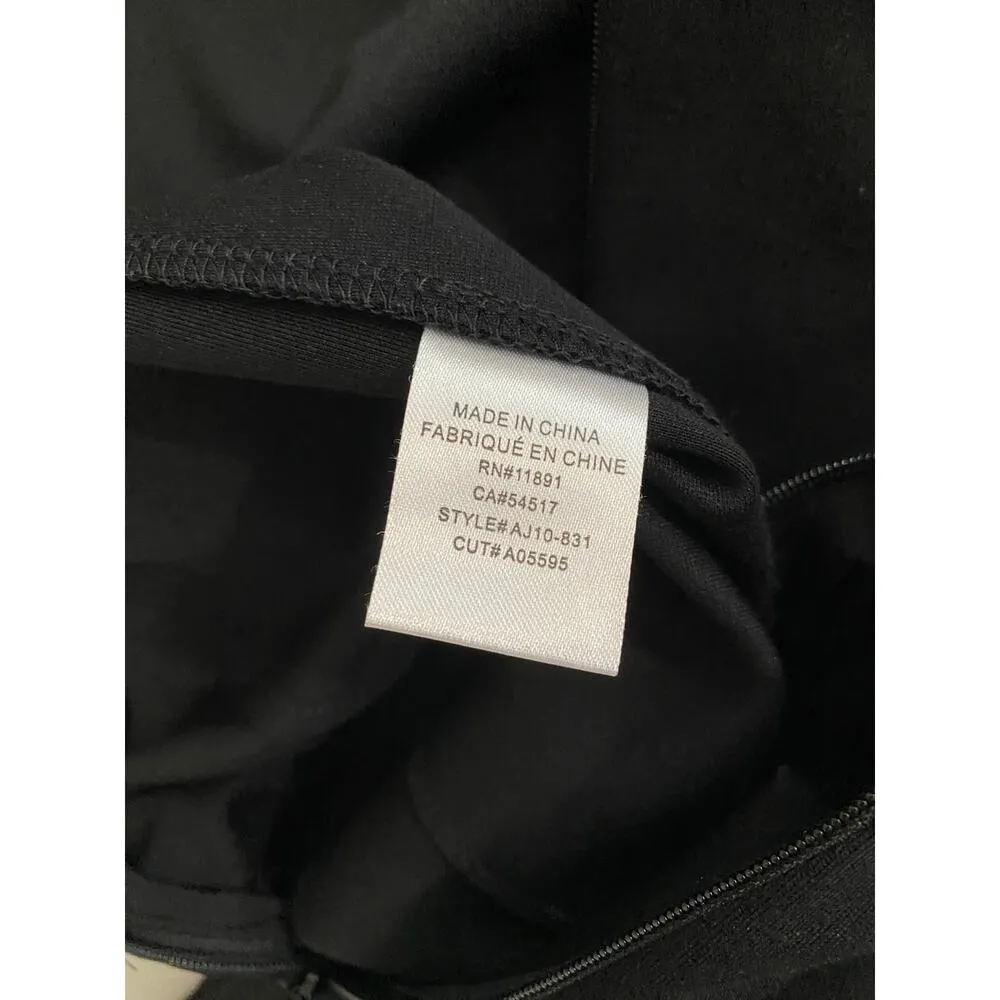 MADE IN CHINA
FABRIQUÉ EN CHINE
RN#11891
CA#54517
STYLE#AJ10-831
CUT#A05595